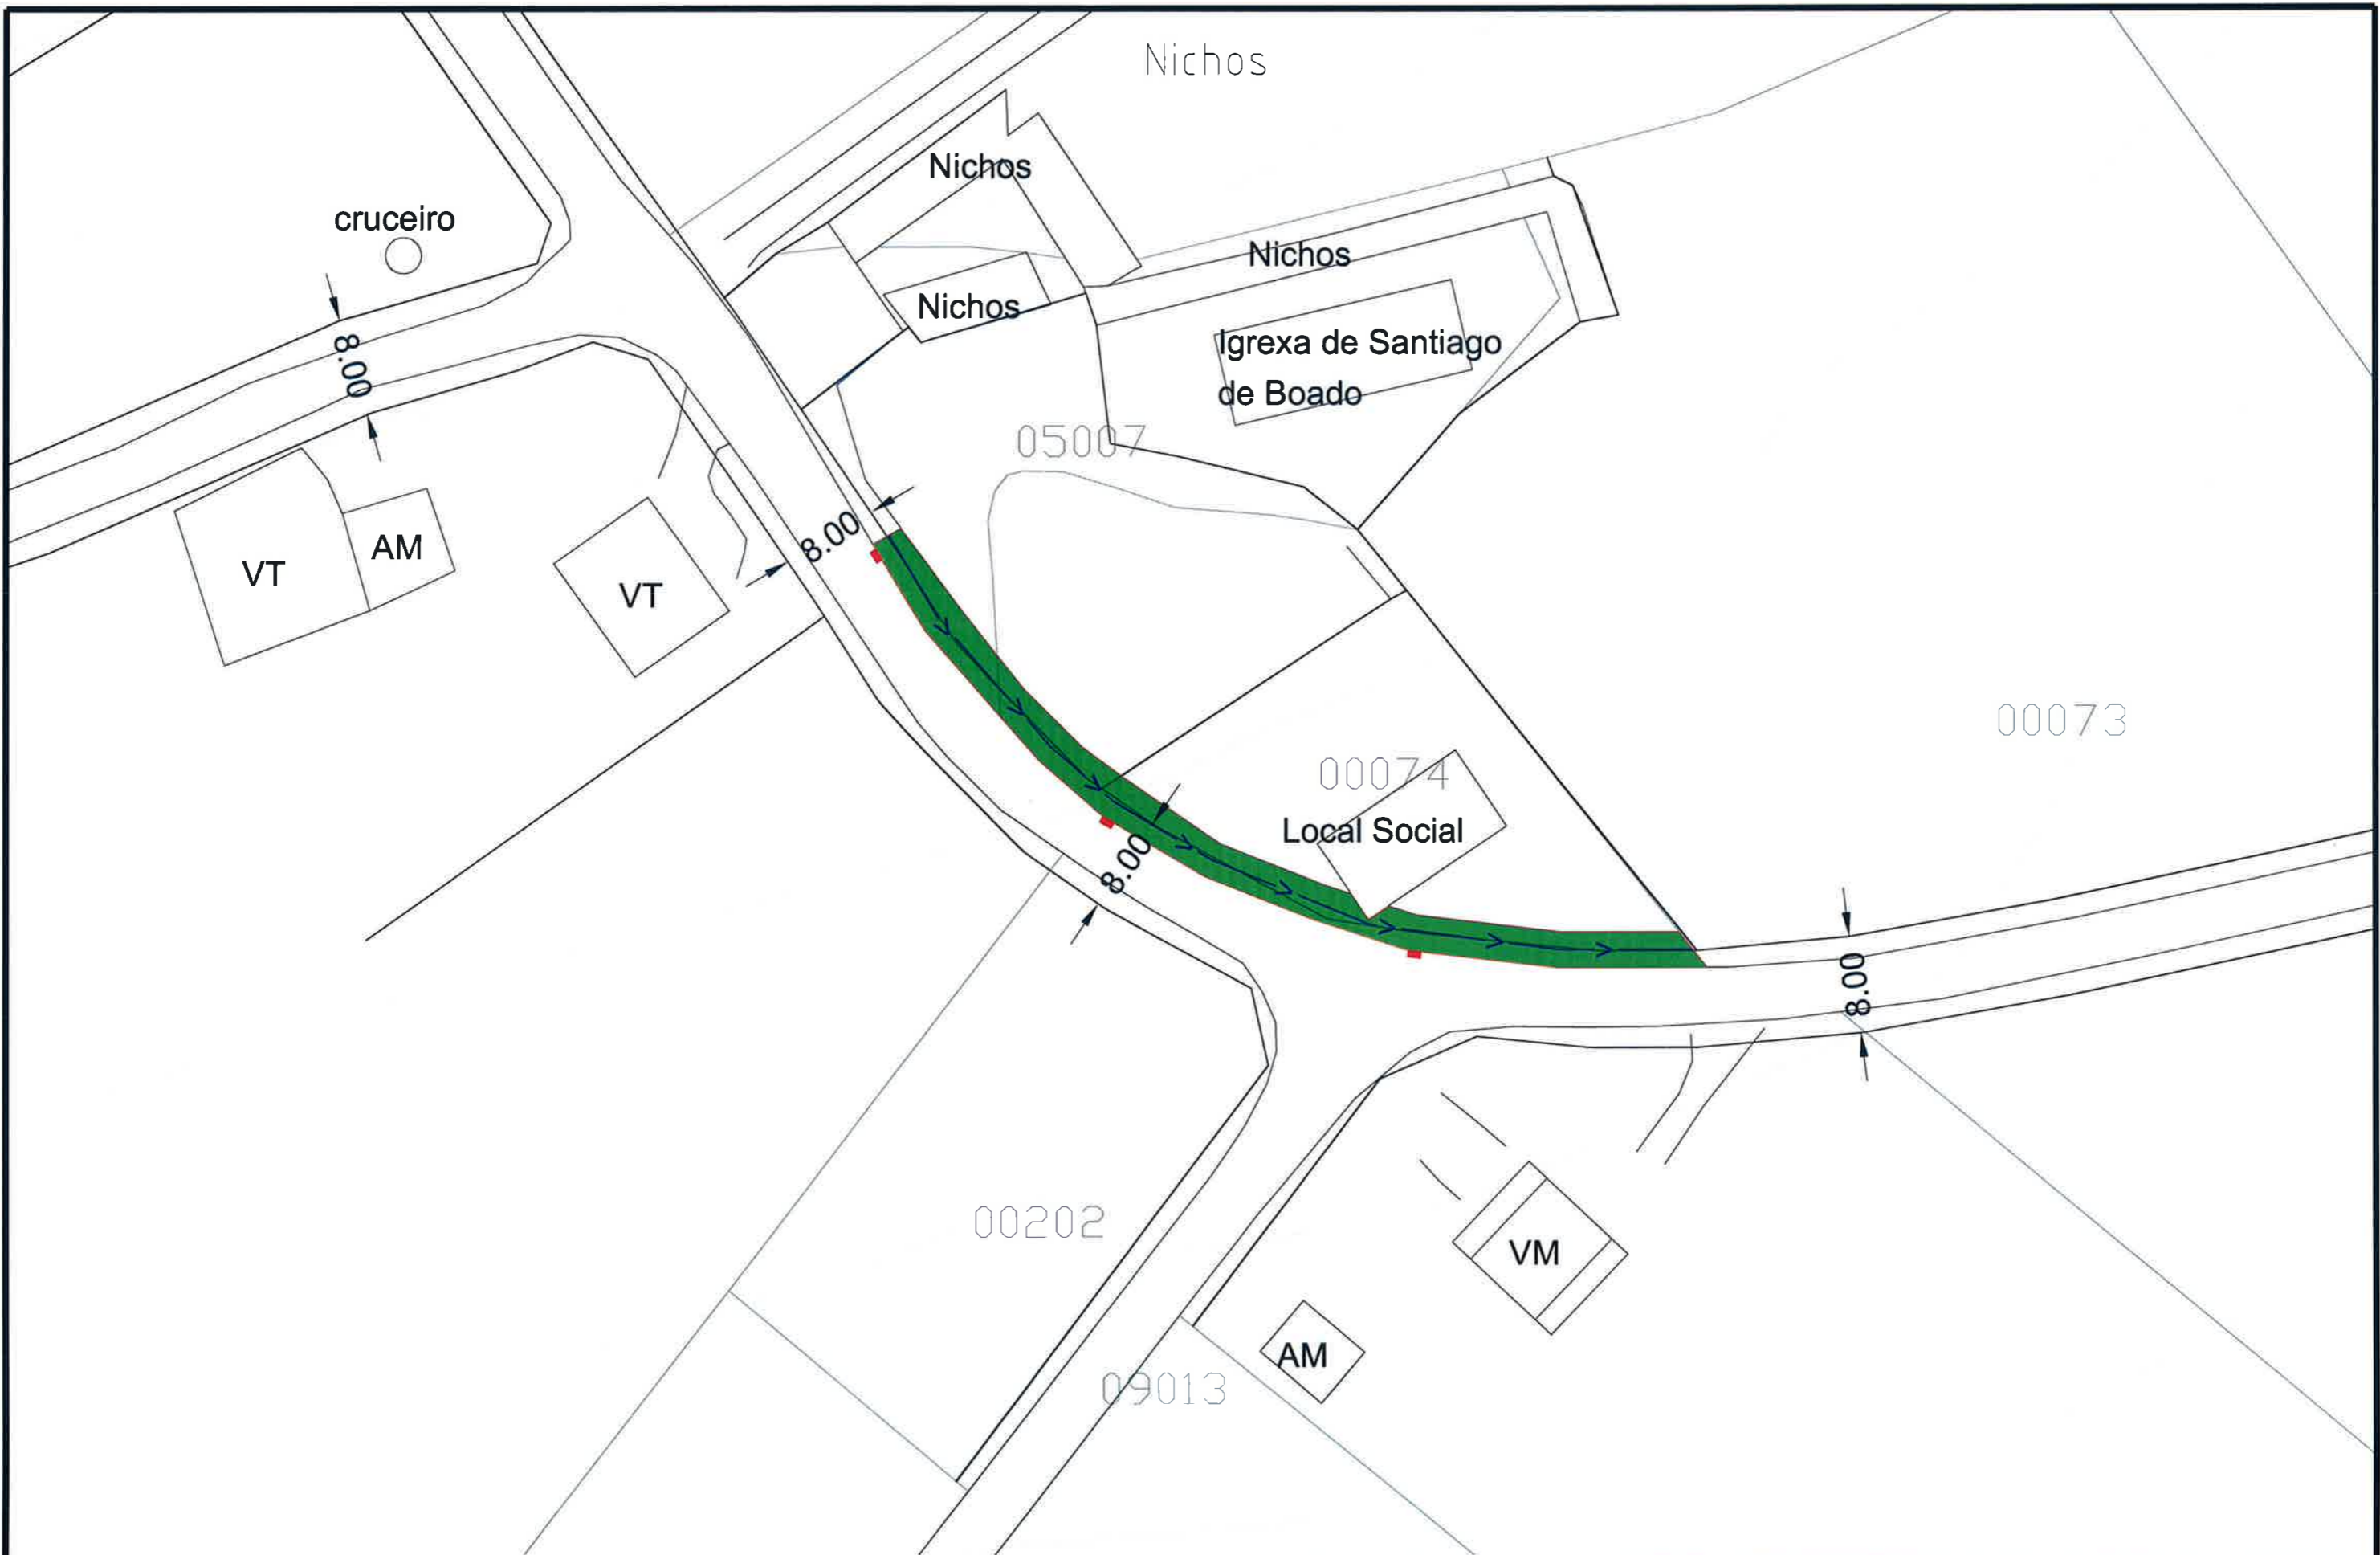 Nichos
Nichos
cruceiro
Nichos
Nichos
Igrexa de Santiago
de Boado
8.00
05007
8.00
AM
VT
VT
00073
00074
Local Social
8.00
8.00
00202
VM
AM
09013